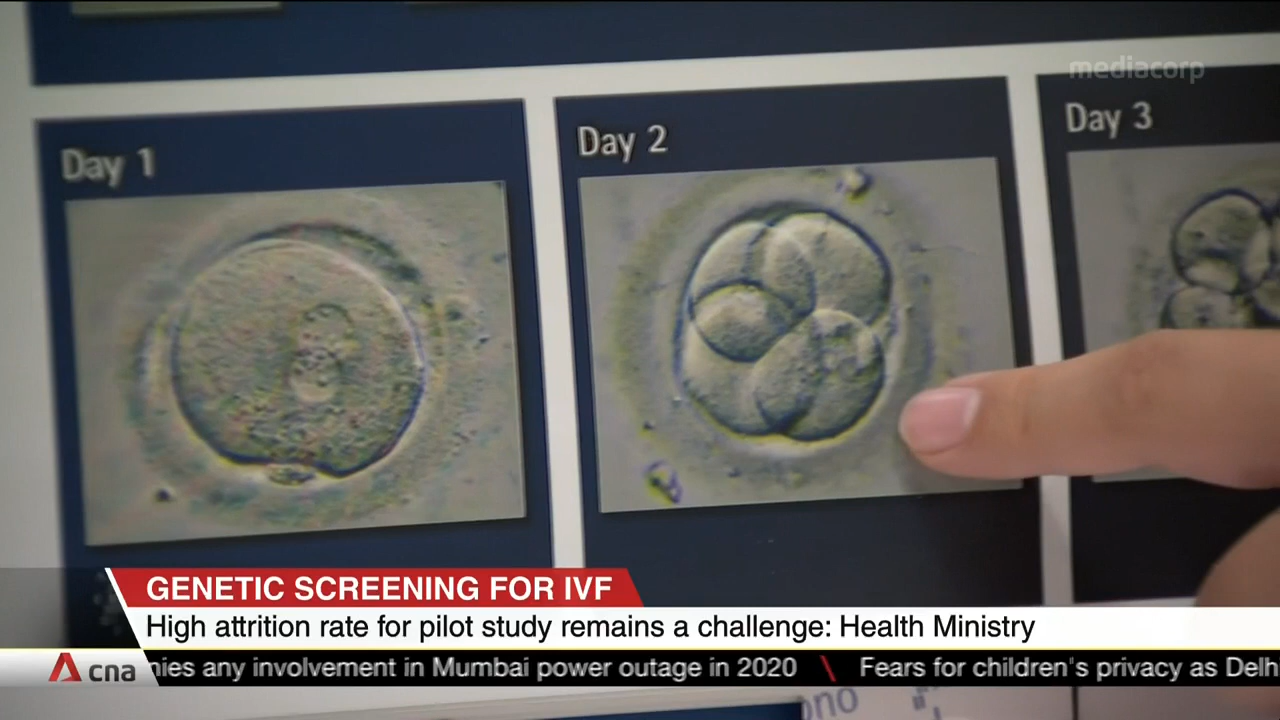 mediacorp
Day 1
Day 2
Day 3
GENETIC SCREENING FOR IVF
High attrition rate for pilot study remains a challenge: Health Ministry
cna
nies any involvement in Mumbai power outage in 2020 \ Fears for children's privacy as Delh
ono